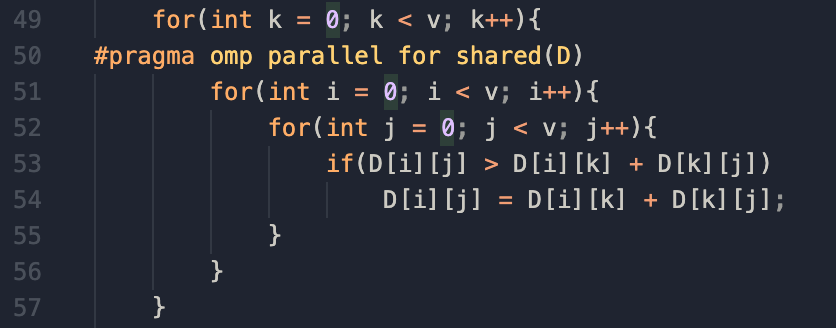 49 for(int k = 0; k < v; k++){
50 #pragma omp parallel for shared(D)
51 for(int i = 0; i < v; i++){
52 for(int j = 0; j < v; j++){
53 if(D[i][j] > D[i][k] + D[k][j])
54 D[i][j] = D[i][k] + D[k][j];
55 }
56 }
57 }